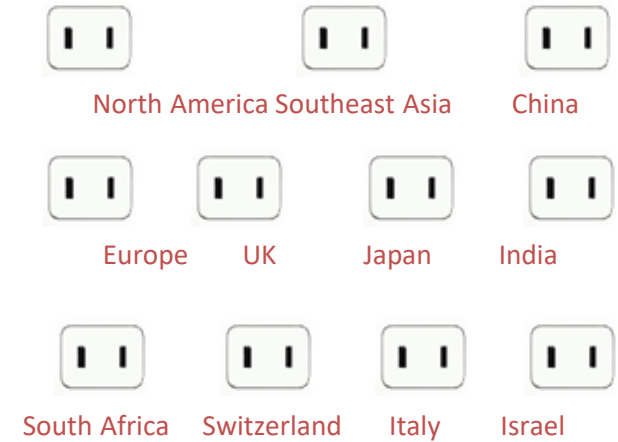 North America Southeast Asia China
Europe UK Japan India
South Africa Switzerland Italy Israel